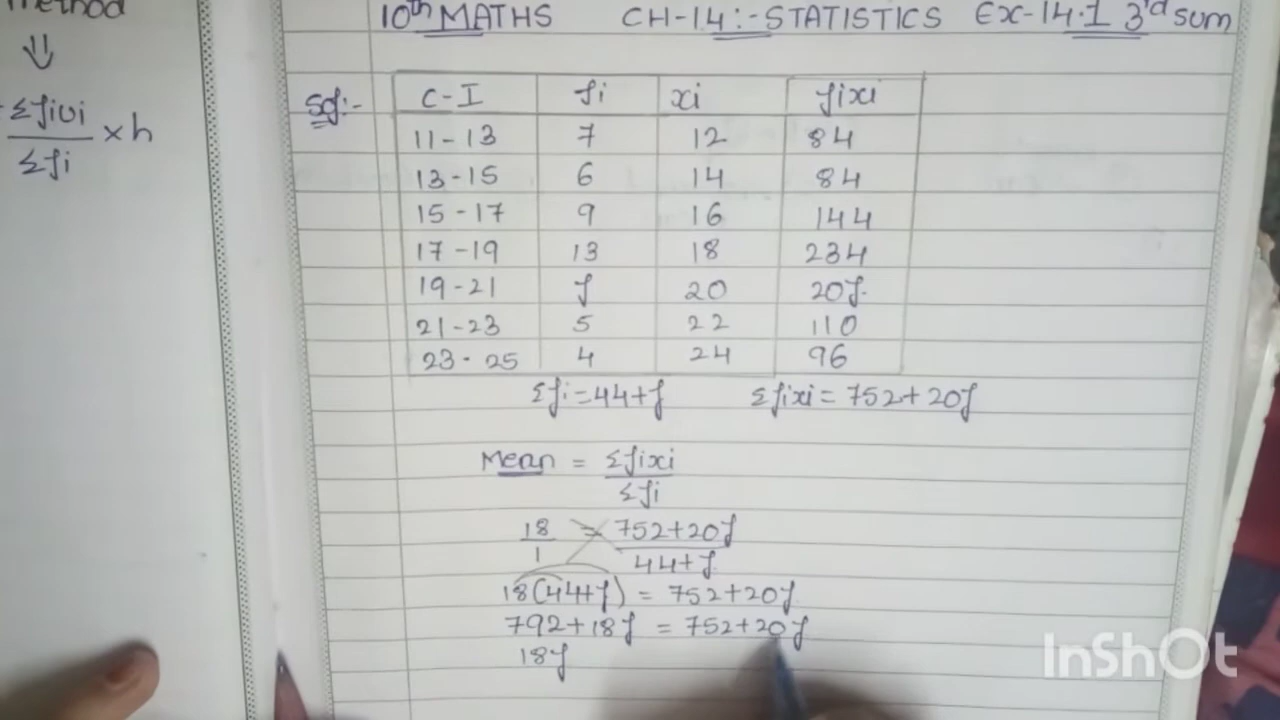 method
⇓
Σfiui
Σfi × h
10th MATHS CH-14:- STATISTICS EX-14.1 3rd sum
Sol:-
C-I fi xi fixi
11-13 7 12 84
13-15 6 14 84
15-17 9 16 144
17-19 13 18 234
19-21 f 20 20f.
21-23 5 22 110
23-25 4 24 96
Σfi = 44+f Σfixi = 752+20f
Mean = Σfixi
Σfi
18 = 752+20f
1 44+f
18(44+f) = 752+20f
792+18f = 752+20f
18f
InShOt